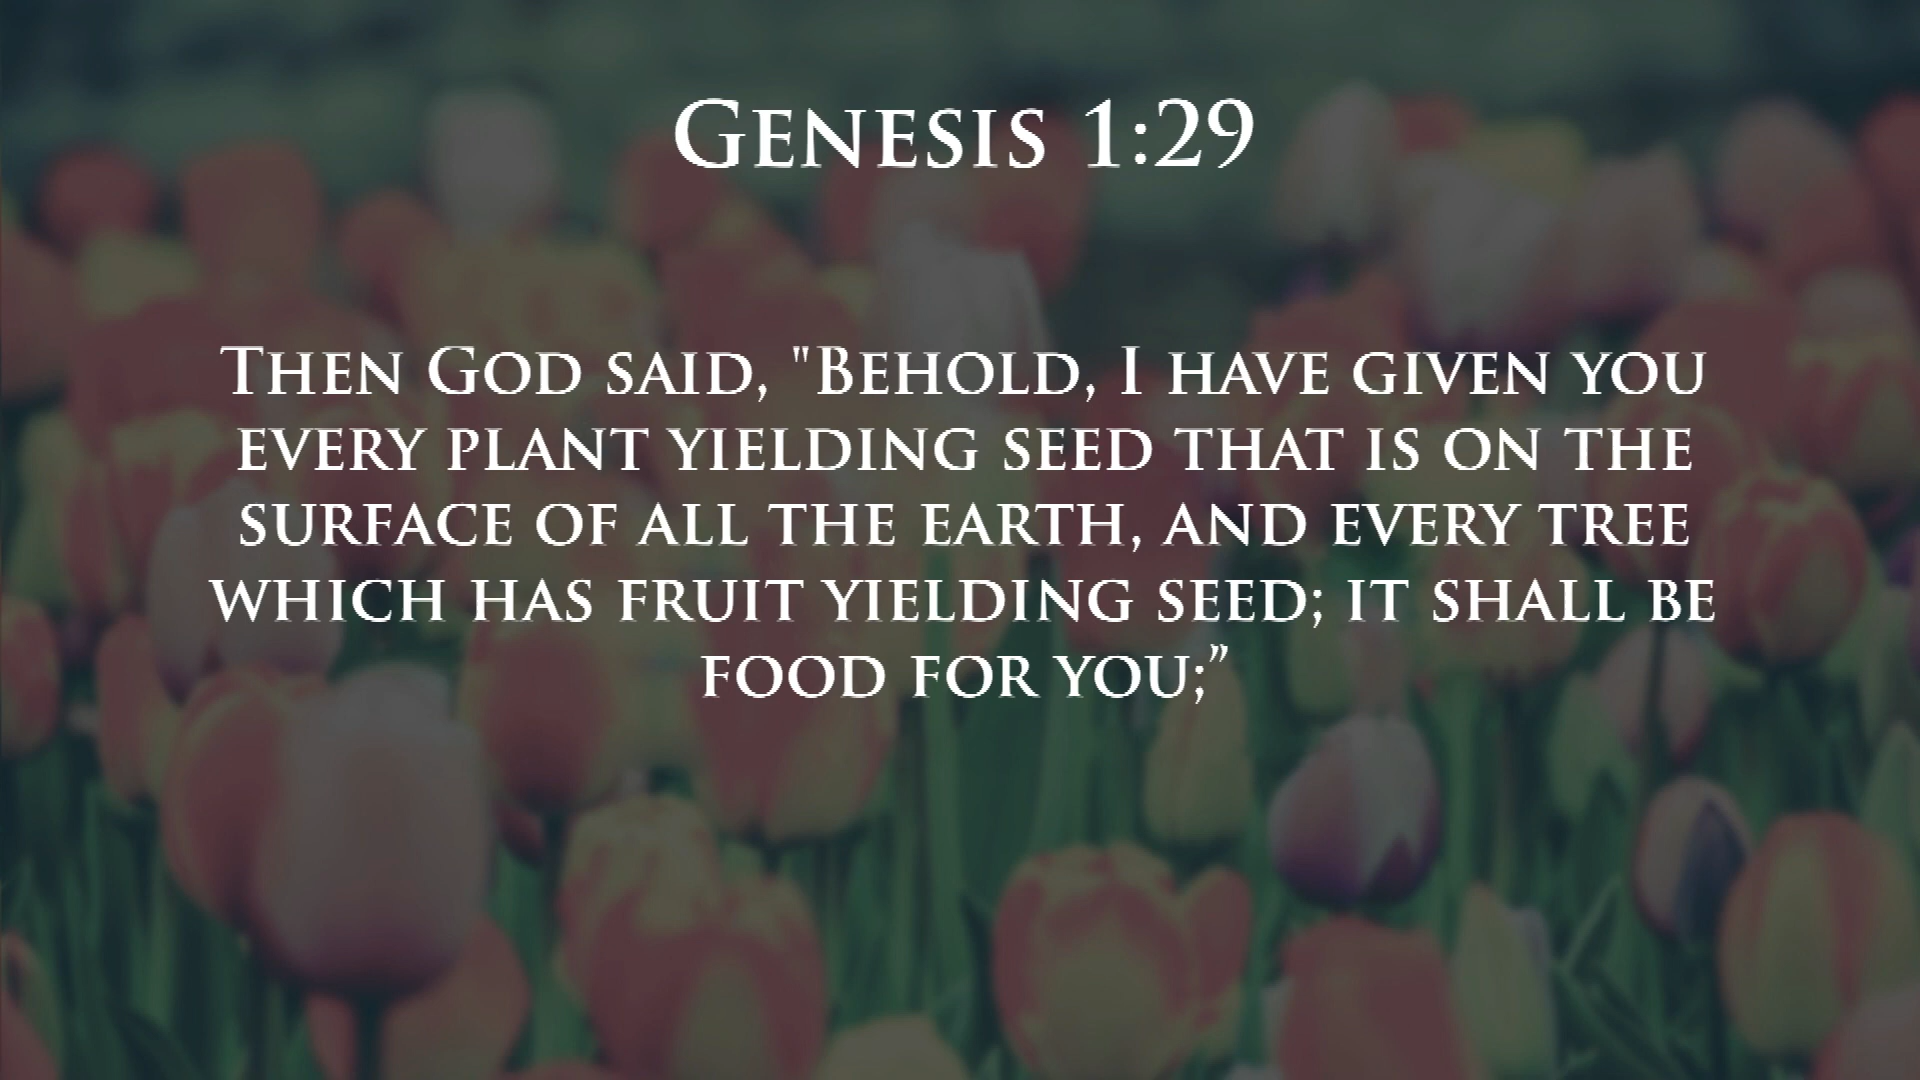 Genesis 1:29
Then God said, "Behold, I have given you
every plant yielding seed that is on the
surface of all the earth, and every tree
which has fruit yielding seed; it shall be
food for you;”